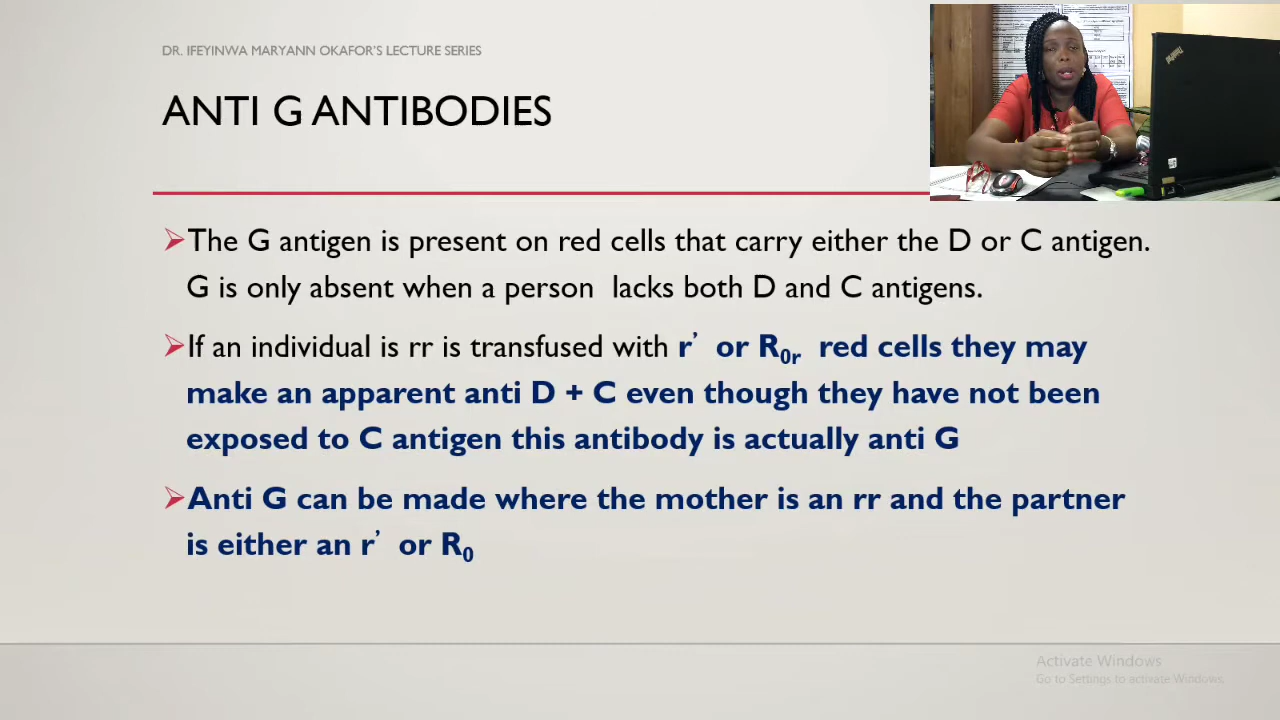 DR. IFEYINWA MARYANN OKAFOR'S LECTURE SERIES
ANTI G ANTIBODIES
➢The G antigen is present on red cells that carry either the D or C antigen.
G is only absent when a person lacks both D and C antigens.
➢If an individual is rr is transfused with r’ or R0r red cells they may
make an apparent anti D + C even though they have not been
exposed to C antigen this antibody is actually anti G
➢Anti G can be made where the mother is an rr and the partner
is either an r’ or R0
Activate Windows
Go to Settings to activate Windows.